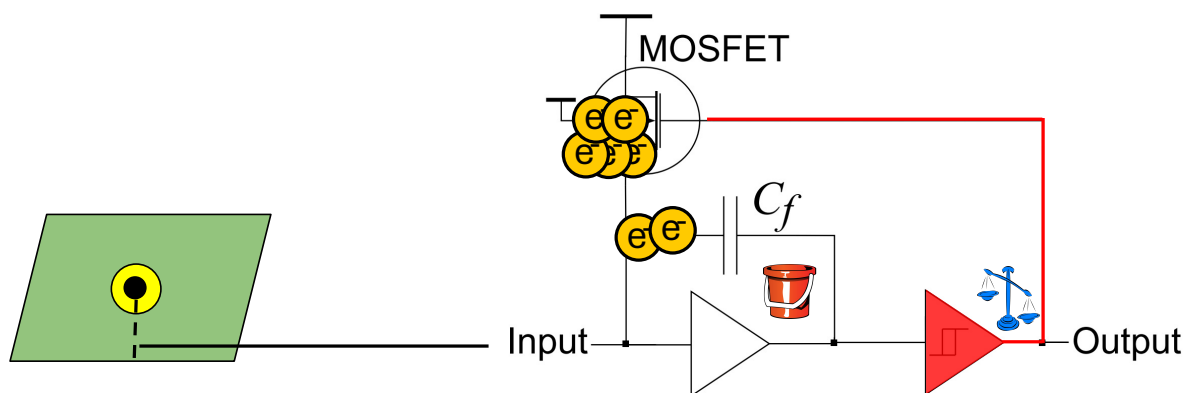 MOSFET
e e⁻
e⁻ e⁻ e⁻
C_f
e⁻ e⁻
Input
Output